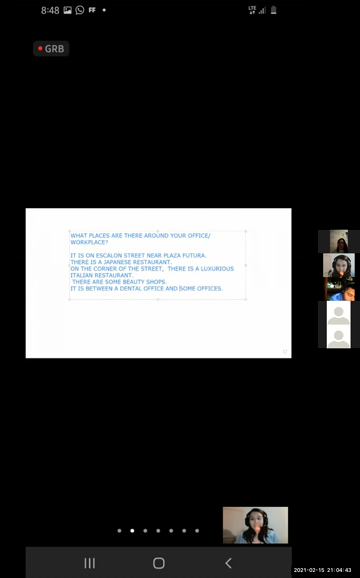 8:48
FF
LTE
GRB
WHAT PLACES ARE THERE AROUND YOUR OFFICE/
WORKPLACE?
IT IS ON ESCALON STREET NEAR PLAZA FUTURA.
THERE IS A JAPANESE RESTAURANT.
ON THE CORNER OF THE STREET, THERE IS A LUXURIOUS
ITALIAN RESTAURANT.
THERE ARE SOME BEAUTY SHOPS.
IT IS BETWEEN A DENTAL OFFICE AND SOME OFFICES.
2021-02-15 21:04:43